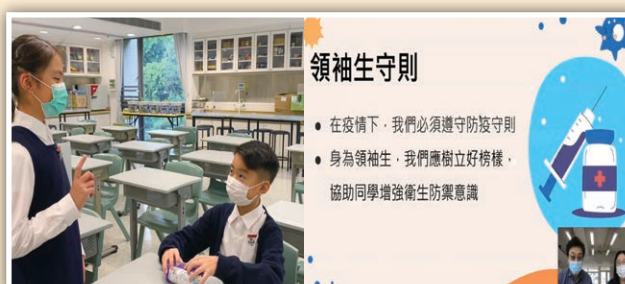 領袖生守則
• 在疫情下，我們必須遵守防疫守則
• 身為領袖生，我們應樹立好榜樣，
協助同學增強衞生防禦意識